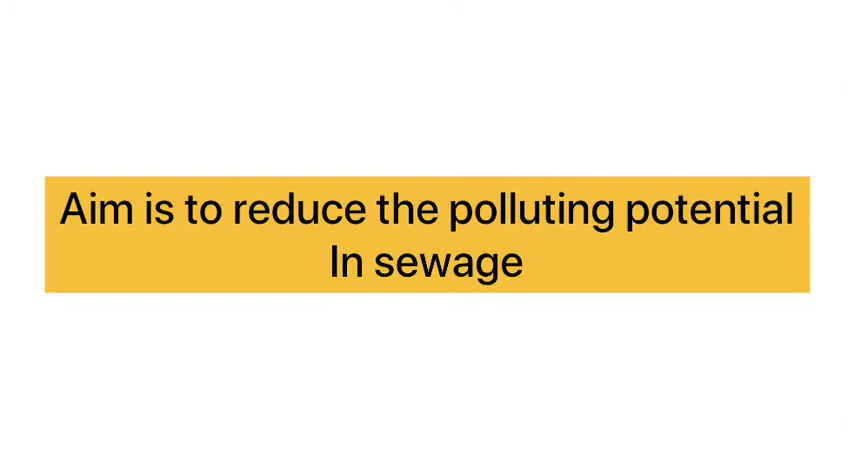 Aim is to reduce the polluting potential
In sewage